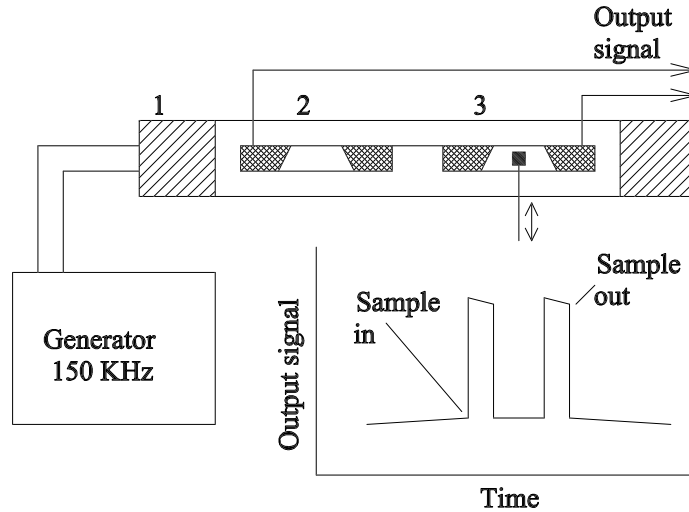 Output
signal
1
2
3
Generator
150 KHz
Sample
in
Sample
out
Output signal
Time